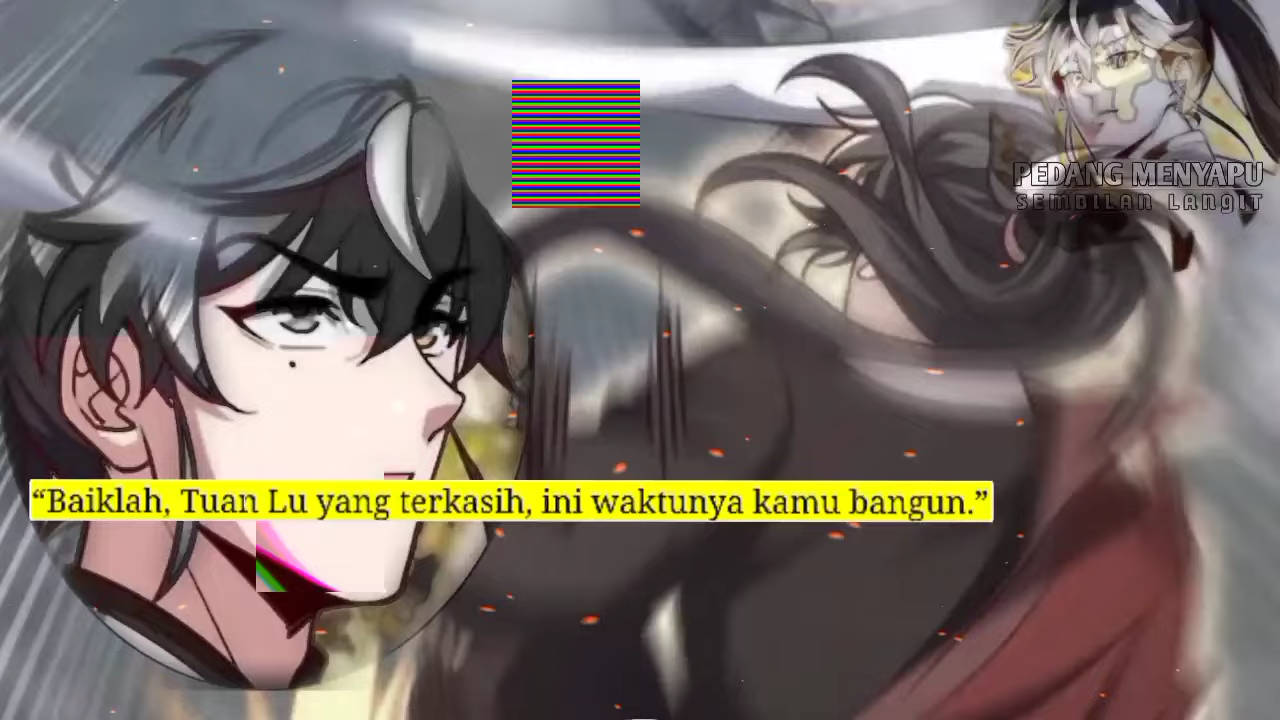 PEDANG MENYAPU
SEMBILAN LANGIT
“Baiklah, Tuan Lu yang terkasih, ini waktunya kamu bangun.”